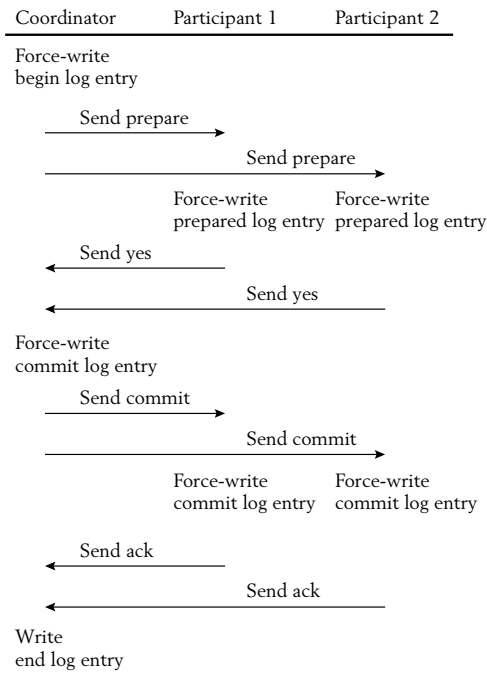 Coordinator Participant 1 Participant 2
Force-write
begin log entry
Send prepare
Send prepare
Force-write Force-write
prepared log entry prepared log entry
Send yes
Send yes
Force-write
commit log entry
Send commit
Send commit
Force-write Force-write
commit log entry commit log entry
Send ack
Send ack
Write
end log entry